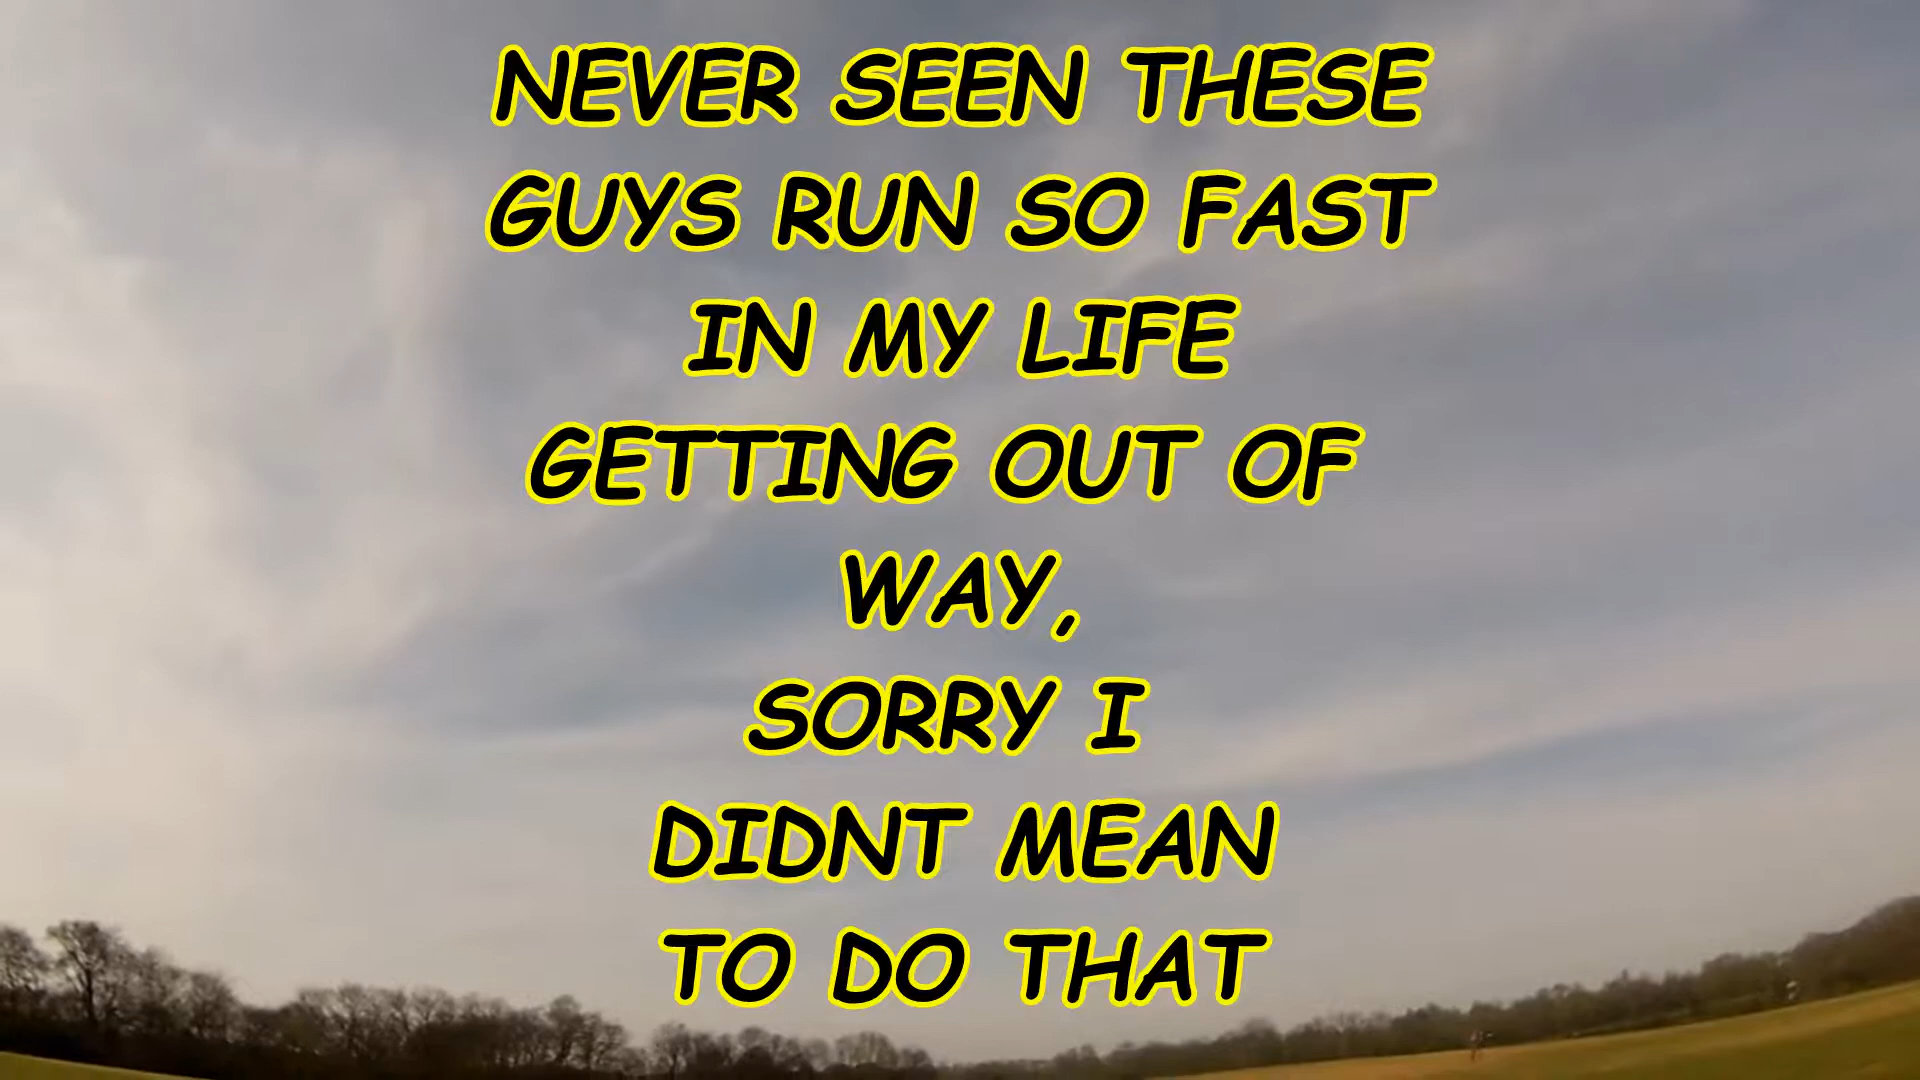 NEVER SEEN THESE
GUYS RUN SO FAST
IN MY LIFE
GETTING OUT OF
WAY,
SORRY I
DIDNT MEAN
TO DO THAT